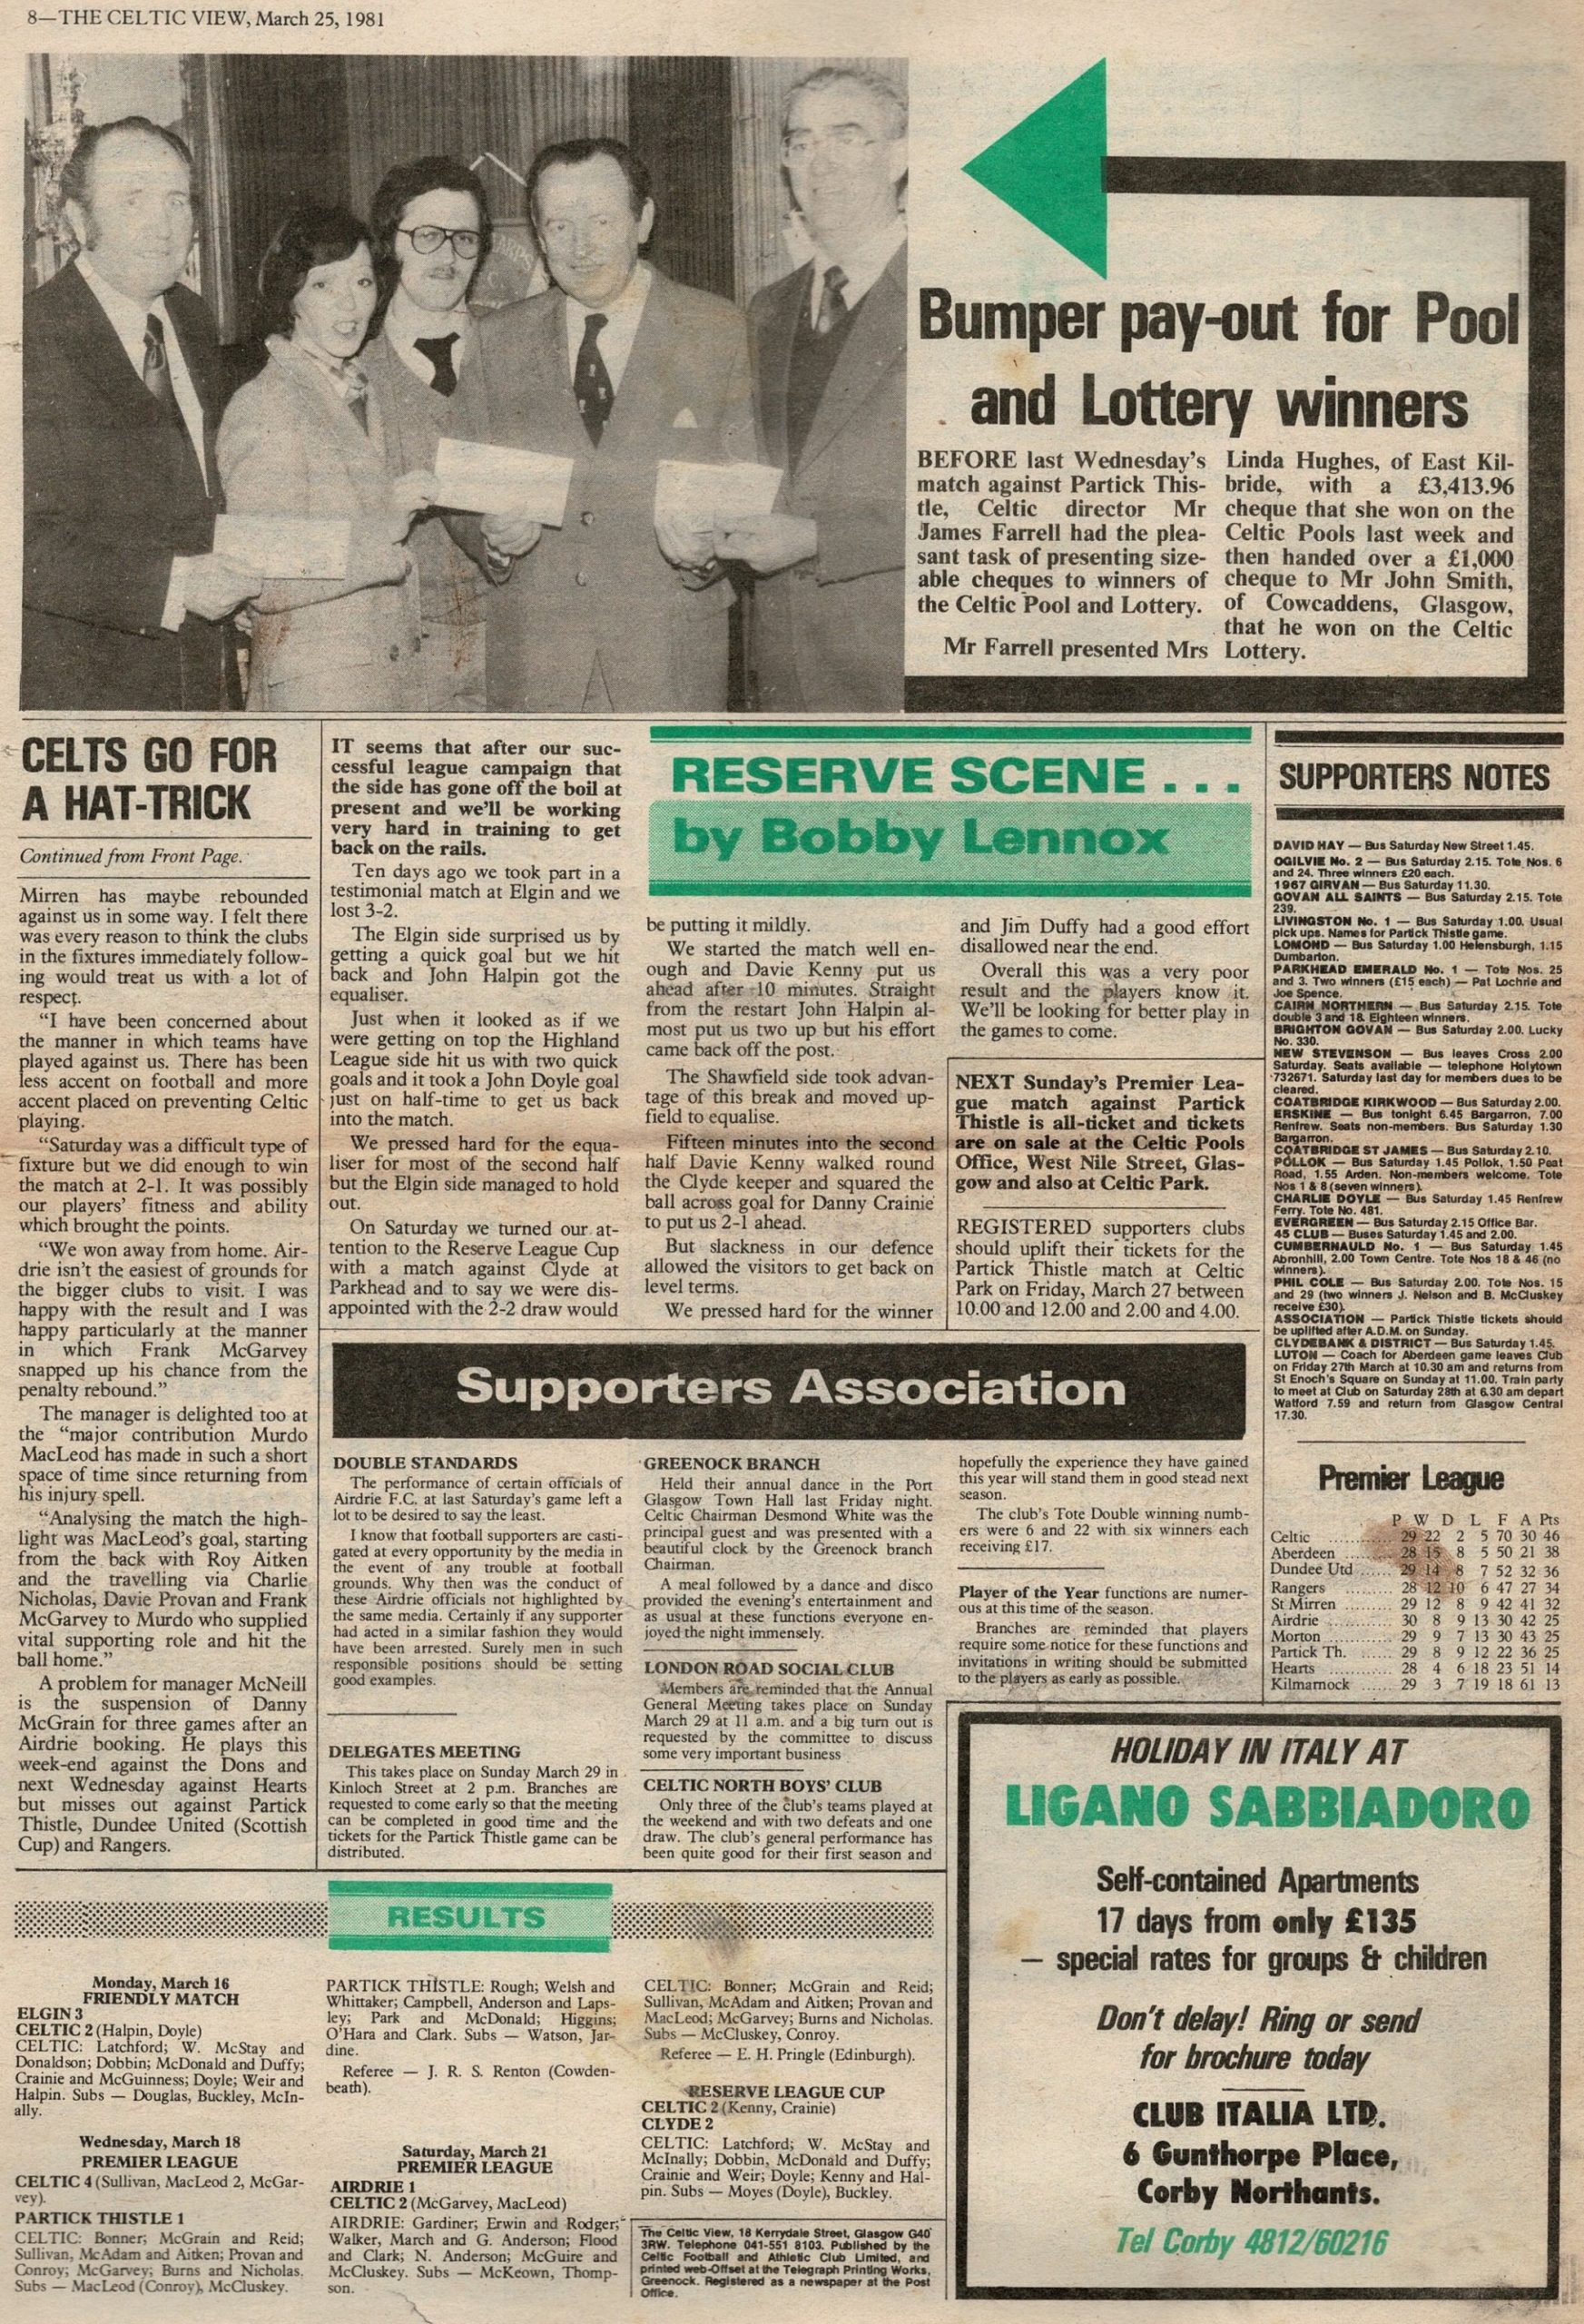 8—THE CELTIC VIEW, March 25, 1981
Bumper pay-out for Pool
and Lottery winners
BEFORE last Wednesday's
match against Partick This-
tle, Celtic director Mr
James Farrell had the plea-
sant task of presenting size-
able cheques to winners of
the Celtic Pool and Lottery.
Mr Farrell presented Mrs
Linda Hughes, of East Kil-
bride, with a £3,413.96
cheque that she won on the
Celtic Pools last week and
then handed over a £1,000
cheque to Mr John Smith,
of Cowcaddens, Glasgow,
that he won on the Celtic
Lottery.
CELTS GO FOR
A HAT-TRICK
Continued from Front Page.
Mirren has maybe rebounded
against us in some way. I felt there
was every reason to think the clubs
in the fixtures immediately follow-
ing would treat us with a lot of
respect.
“I have been concerned about
the manner in which teams have
played against us. There has been
less accent on football and more
accent placed on preventing Celtic
playing.
“Saturday was a difficult type of
fixture but we did enough to win
the match at 2-1. It was possibly
our players' fitness and ability
which brought the points.
“We won away from home. Air-
drie isn't the easiest of grounds for
the bigger clubs to visit. I was
happy with the result and I was
happy particularly at the manner
in which Frank McGarvey
snapped up his chance from the
penalty rebound.”
The manager is delighted too at
the “major contribution Murdo
MacLeod has made in such a short
space of time since returning from
his injury spell.
“Analysing the match the high-
light was MacLeod's goal, starting
from the back with Roy Aitken
and the travelling via Charlie
Nicholas, Davie Provan and Frank
McGarvey to Murdo who supplied
vital supporting role and hit the
ball home.”
A problem for manager McNeill
is the suspension of Danny
McGrain for three games after an
Airdrie booking. He plays this
week-end against the Dons and
next Wednesday against Hearts
but misses out against Partick
Thistle, Dundee United (Scottish
Cup) and Rangers.
RESERVE SCENE . . .
by Bobby Lennox
IT seems that after our suc-
cessful league campaign that
the side has gone off the boil at
present and we'll be working
very hard in training to get
back on the rails.
Ten days ago we took part in a
testimonial match at Elgin and we
lost 3-2.
The Elgin side surprised us by
getting a quick goal but we hit
back and John Halpin got the
equaliser.
Just when it looked as if we
were getting on top the Highland
League side hit us with two quick
goals and it took a John Doyle goal
just on half-time to get us back
into the match.
We pressed hard for the equa-
liser for most of the second half
but the Elgin side managed to hold
out.
On Saturday we turned our at-
tention to the Reserve League Cup
with a match against Clyde at
Parkhead and to say we were dis-
appointed with the 2-2 draw would
be putting it mildly.
We started the match well en-
ough and Davie Kenny put us
ahead after 10 minutes. Straight
from the restart John Halpin al-
most put us two up but his effort
came back off the post.
The Shawfield side took advan-
tage of this break and moved up-
field to equalise.
Fifteen minutes into the second
half Davie Kenny walked round
the Clyde keeper and squared the
ball across goal for Danny Crainie
to put us 2-1 ahead.
But slackness in our defence
allowed the visitors to get back on
level terms.
We pressed hard for the winner
and Jim Duffy had a good effort
disallowed near the end.
Overall this was a very poor
result and the players know it.
We'll be looking for better play in
the games to come.
NEXT Sunday's Premier Lea-
gue match against Partick
Thistle is all-ticket and tickets
are on sale at the Celtic Pools
Office, West Nile Street, Glas-
gow and also at Celtic Park.
REGISTERED supporters clubs
should uplift their tickets for the
Partick Thistle match at Celtic
Park on Friday, March 27 between
10.00 and 12.00 and 2.00 and 4.00.
SUPPORTERS NOTES
DAVID HAY — Bus Saturday New Street 1.45.
OGILVIE No. 2 — Bus Saturday 2.15. Tote Nos. 6
and 24. Three winners £20 each.
1967 GIRVAN — Bus Saturday 11.30.
GOVAN ALL SAINTS — Bus Saturday 2.15. Tote
239.
LIVINGSTON No. 1 — Bus Saturday 1.00. Usual
pick ups. Names for Partick Thistle game.
LOMOND — Bus Saturday 1.00 Helensburgh, 1.15
Dumbarton.
PARKHEAD EMERALD No. 1 — Tote Nos. 25
and 3. Two winners (£15 each) — Pat Lochrie and
Joe Spence.
CAIRN NORTHERN — Bus Saturday 2.15. Tote
double 3 and 18. Eighteen winners.
BRIGHTON GOVAN — Bus Saturday 2.00. Lucky
No. 330.
NEW STEVENSON — Bus leaves Cross 2.00
Saturday. Seats available — telephone Holytown
732671. Saturday last day for members dues to be
cleared.
COATBRIDGE KIRKWOOD — Bus Saturday 2.00.
ERSKINE — Bus tonight 6.45 Bargarron, 7.00
Renfrew. Seats non-members. Bus Saturday 1.30
Bargarron.
COATBRIDGE ST JAMES — Bus Saturday 2.10.
POLLOK — Bus Saturday 1.45 Pollok, 1.50 Peat
Road, 1.55 Arden. Non-members welcome. Tote
Nos 1 & 8 (seven winners).
CHARLIE DOYLE — Bus Saturday 1.45 Renfrew
Ferry. Tote No. 481.
EVERGREEN — Bus Saturday 2.15 Office Bar.
45 CLUB — Buses Saturday 1.45 and 2.00.
CUMBERNAULD No. 1 — Bus Saturday 1.45
Abronhill, 2.00 Town Centre. Tote Nos 18 & 46 (no
winners).
PHIL COLE — Bus Saturday 2.00. Tote Nos. 15
and 29 (two winners J. Nelson and B. McCluskey
receive £30).
ASSOCIATION — Partick Thistle tickets should
be uplifted after A.D.M. on Sunday.
CLYDEBANK & DISTRICT — Bus Saturday 1.45.
LUTON — Coach for Aberdeen game leaves Club
on Friday 27th March at 10.30 am and returns from
St Enoch's Square on Sunday at 11.00. Train party
to meet at Club on Saturday 28th at 6.30 am depart
Watford 7.59 and return from Glasgow Central
17.30.
Supporters Association
DOUBLE STANDARDS
The performance of certain officials of
Airdrie F.C. at last Saturday's game left a
lot to be desired to say the least.
I know that football supporters are casti-
gated at every opportunity by the media in
the event of any trouble at football
grounds. Why then was the conduct of
these Airdrie officials not highlighted by
the same media. Certainly if any supporter
had acted in a similar fashion they would
have been arrested. Surely men in such
responsible positions should be setting
good examples.
DELEGATES MEETING
This takes place on Sunday March 29 in
Kinloch Street at 2 p.m. Branches are
requested to come early so that the meeting
can be completed in good time and the
tickets for the Partick Thistle game can be
distributed.
GREENOCK BRANCH
Held their annual dance in the Port
Glasgow Town Hall last Friday night.
Celtic Chairman Desmond White was the
principal guest and was presented with a
beautiful clock by the Greenock branch
Chairman.
A meal followed by a dance and disco
provided the evening's entertainment and
as usual at these functions everyone en-
joyed the night immensely.
LONDON ROAD SOCIAL CLUB
Members are reminded that the Annual
General Meeting takes place on Sunday
March 29 at 11 a.m. and a big turn out is
requested by the committee to discuss
some very important business
CELTIC NORTH BOYS' CLUB
Only three of the club's teams played at
the weekend and with two defeats and one
draw. The club's general performance has
been quite good for their first season and
hopefully the experience they have gained
this year will stand them in good stead next
season.
The club's Tote Double winning numb-
ers were 6 and 22 with six winners each
receiving £17.
Player of the Year functions are numer-
ous at this time of the season.
Branches are reminded that players
require some notice for these functions and
invitations in writing should be submitted
to the players as early as possible.
Premier League
P W D L F A Pts
Celtic ........... 29 22 2 5 70 30 46
Aberdeen ........ 28 15 8 5 50 21 38
Dundee Utd ...... 29 14 8 7 52 32 36
Rangers ......... 28 12 10 6 47 27 34
St Mirren ........ 29 12 8 9 42 41 32
Airdrie .......... 30 8 9 13 30 42 25
Morton .......... 29 9 7 13 30 43 25
Partick Th. ...... 29 8 9 12 22 36 25
Hearts ........... 28 4 6 18 23 51 14
Kilmarnock ...... 29 3 7 19 18 61 13
RESULTS
Monday, March 16
FRIENDLY MATCH
ELGIN 3
CELTIC 2 (Halpin, Doyle)
CELTIC: Latchford; W. McStay and
Donaldson; Dobbin; McDonald and Duffy;
Crainie and McGuinness; Doyle; Weir and
Halpin. Subs — Douglas, Buckley, McIn-
ally.
Wednesday, March 18
PREMIER LEAGUE
CELTIC 4 (Sullivan, MacLeod 2, McGar-
vey).
PARTICK THISTLE 1
CELTIC: Bonner; McGrain and Reid;
Sullivan, McAdam and Aitken; Provan and
Conroy; McGarvey; Burns and Nicholas.
Subs — MacLeod (Conroy), McCluskey.
PARTICK THISTLE: Rough; Welsh and
Whittaker; Campbell, Anderson and Laps-
ley; Park and McDonald; Higgins;
O'Hara and Clark. Subs — Watson, Jar-
dine.
Referee — J. R. S. Renton (Cowden-
beath).
Saturday, March 21
PREMIER LEAGUE
AIRDRIE 1
CELTIC 2 (McGarvey, MacLeod)
AIRDRIE: Gardiner; Erwin and Rodger;
Walker, March and G. Anderson; Flood
and Clark; N. Anderson; McGuire and
McCluskey. Subs — McKeown, Thomp-
son.
CELTIC: Bonner; McGrain and Reid;
Sullivan, McAdam and Aitken; Provan and
MacLeod; McGarvey; Burns and Nicholas.
Subs — McCluskey, Conroy.
Referee — E. H. Pringle (Edinburgh).
RESERVE LEAGUE CUP
CELTIC 2 (Kenny, Crainie)
CLYDE 2
CELTIC: Latchford; W. McStay and
McInally; Dobbin, McDonald and Duffy;
Crainie and Weir; Doyle; Kenny and Hal-
pin. Subs — Moyes (Doyle), Buckley.
The Celtic View, 18 Kerrydale Street, Glasgow G40
3RW. Telephone 041-551 8103. Published by the
Celtic Football and Athletic Club Limited, and
printed web-Offset at the Telegraph Printing Works,
Greenock. Registered as a newspaper at the Post
Office.
HOLIDAY IN ITALY AT
LIGANO SABBIADORO
Self-contained Apartments
17 days from only £135
— special rates for groups & children
Don't delay! Ring or send
for brochure today
CLUB ITALIA LTD.
6 Gunthorpe Place,
Corby Northants.
Tel Corby 4812/60216